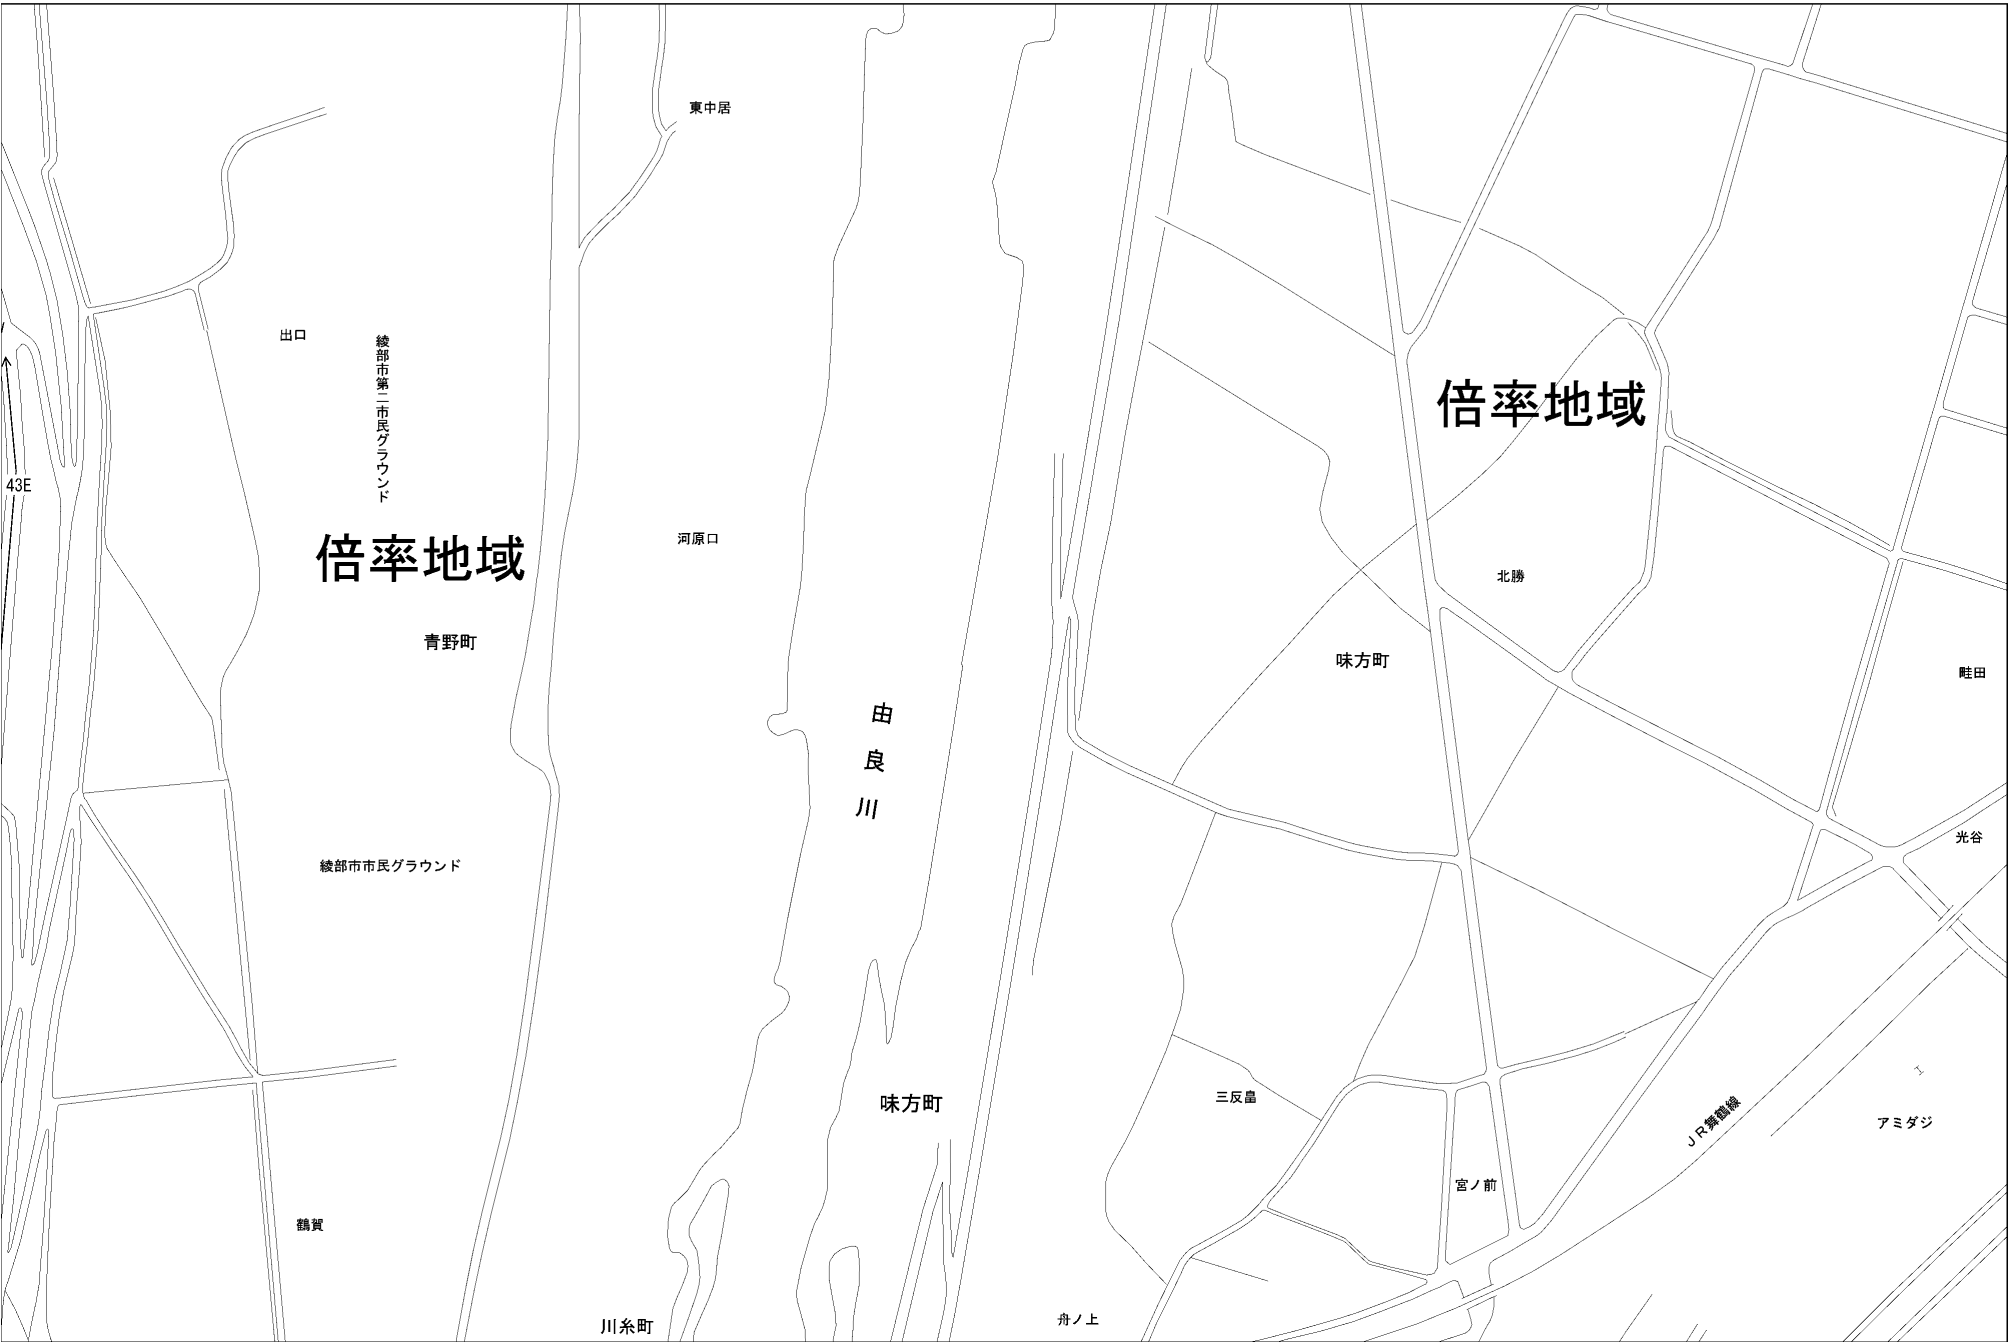 東中居
出口
綾部市第二市民グラウンド
倍率地域
43E
倍率地域
河原口
北勝
青野町
味方町
畦田
由良川
光谷
綾部市市民グラウンド
味方町
三反畠
JR舞鶴線
アミダジ
宮ノ前
鶴賀
川糸町
舟ノ上